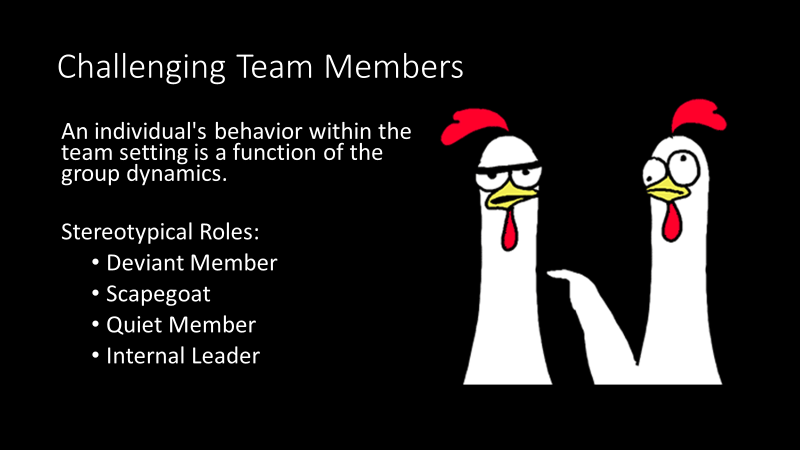 Challenging Team Members
An individual's behavior within the
team setting is a function of the
group dynamics.
Stereotypical Roles:
• Deviant Member
• Scapegoat
• Quiet Member
• Internal Leader